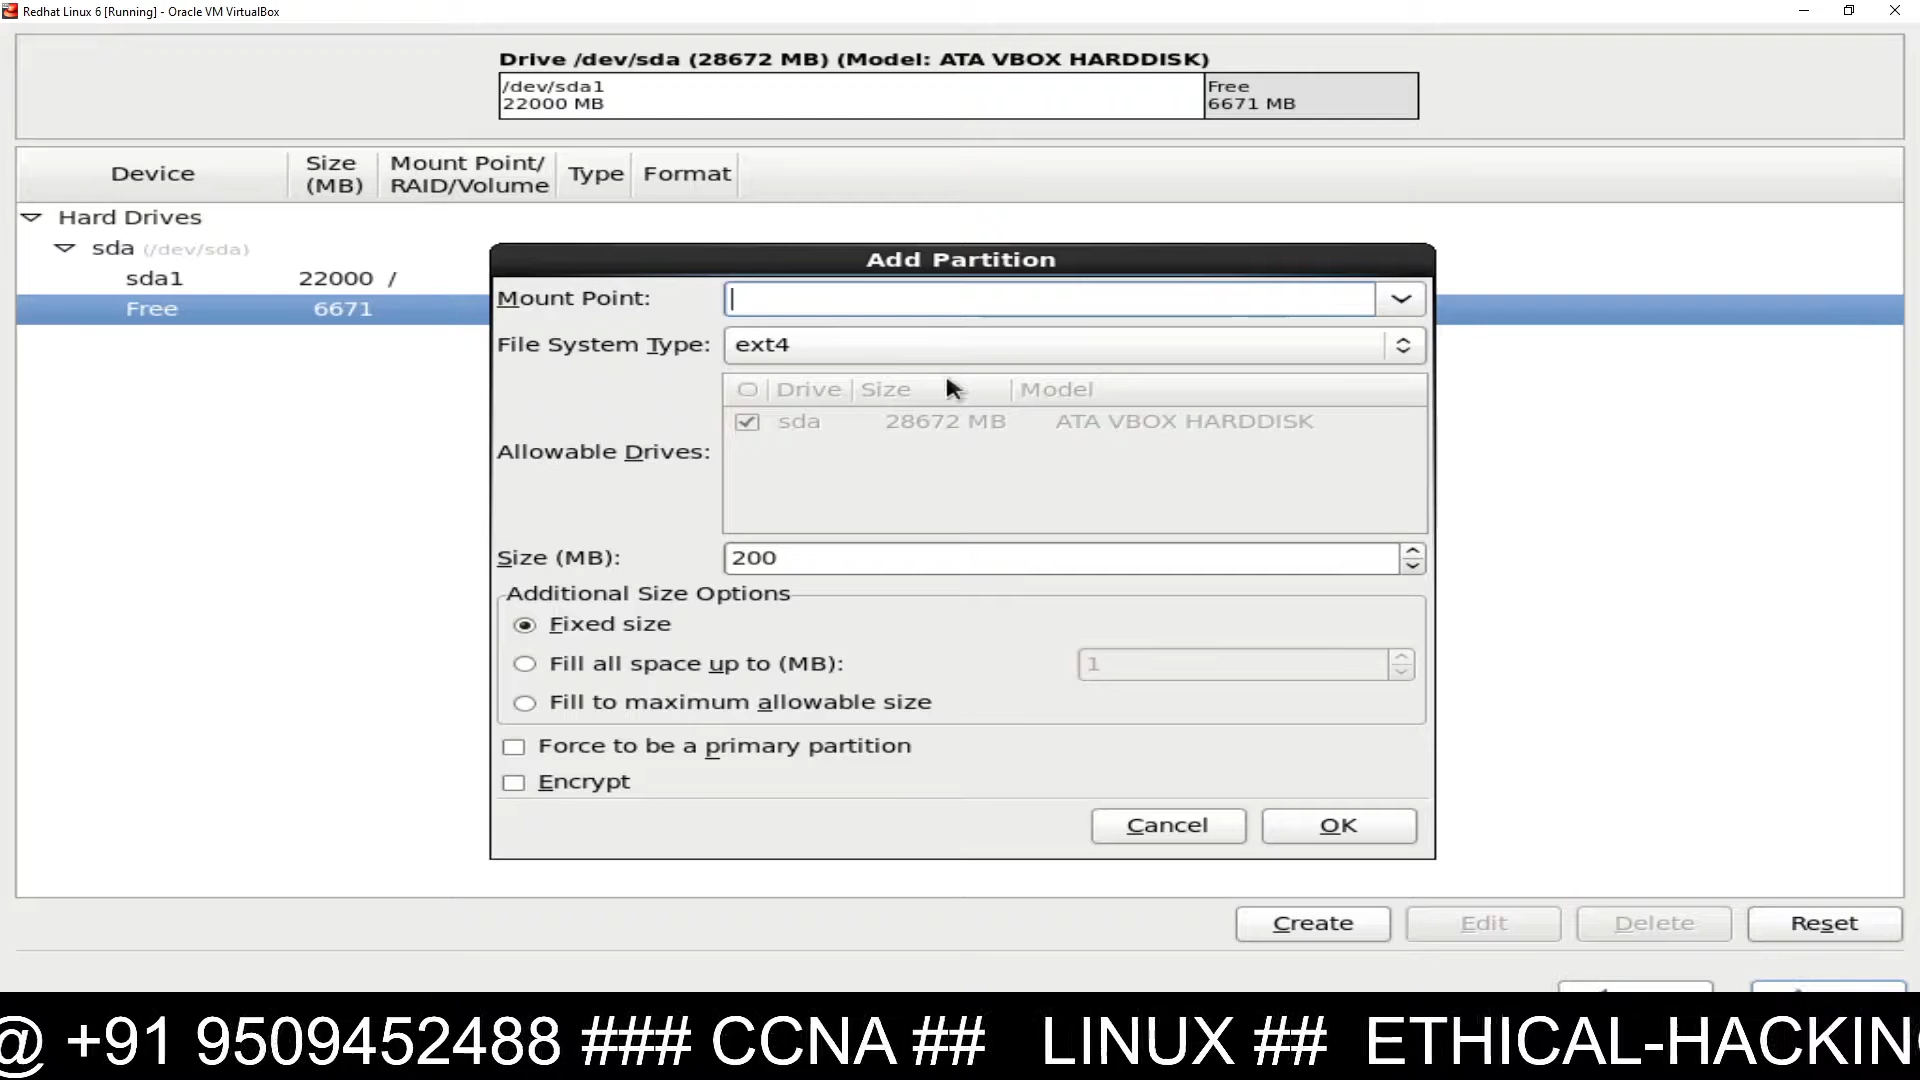 Redhat Linux 6 [Running] - Oracle VM VirtualBox
Drive /dev/sda (28672 MB) (Model: ATA VBOX HARDDISK)
/dev/sda1
22000 MB
Free
6671 MB
Device
Size
(MB)
Mount Point/
RAID/Volume
Type
Format
Hard Drives
sda (/dev/sda)
sda1 22000 /
Free 6671
Add Partition
Mount Point:
File System Type: ext4
Drive Size Model
sda 28672 MB ATA VBOX HARDDISK
Allowable Drives:
Size (MB): 200
Additional Size Options
Fixed size
Fill all space up to (MB): 1
Fill to maximum allowable size
Force to be a primary partition
Encrypt
Cancel OK
Create Edit Delete Reset
@ +91 9509452488 ### CCNA ## LINUX ## ETHICAL-HACKIN